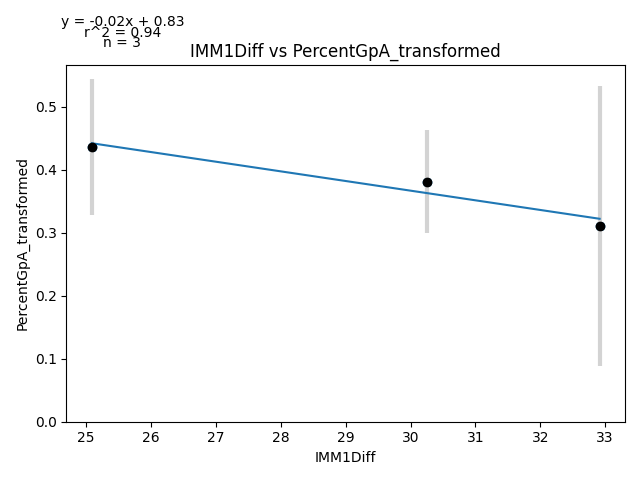 y = -0.02x + 0.83
r^2 = 0.94
n = 3
IMM1Diff vs PercentGpA_transformed
PercentGpA_transformed
0.5
0.4
0.3
0.2
0.1
0.0
25 26 27 28 29 30 31 32 33
IMM1Diff